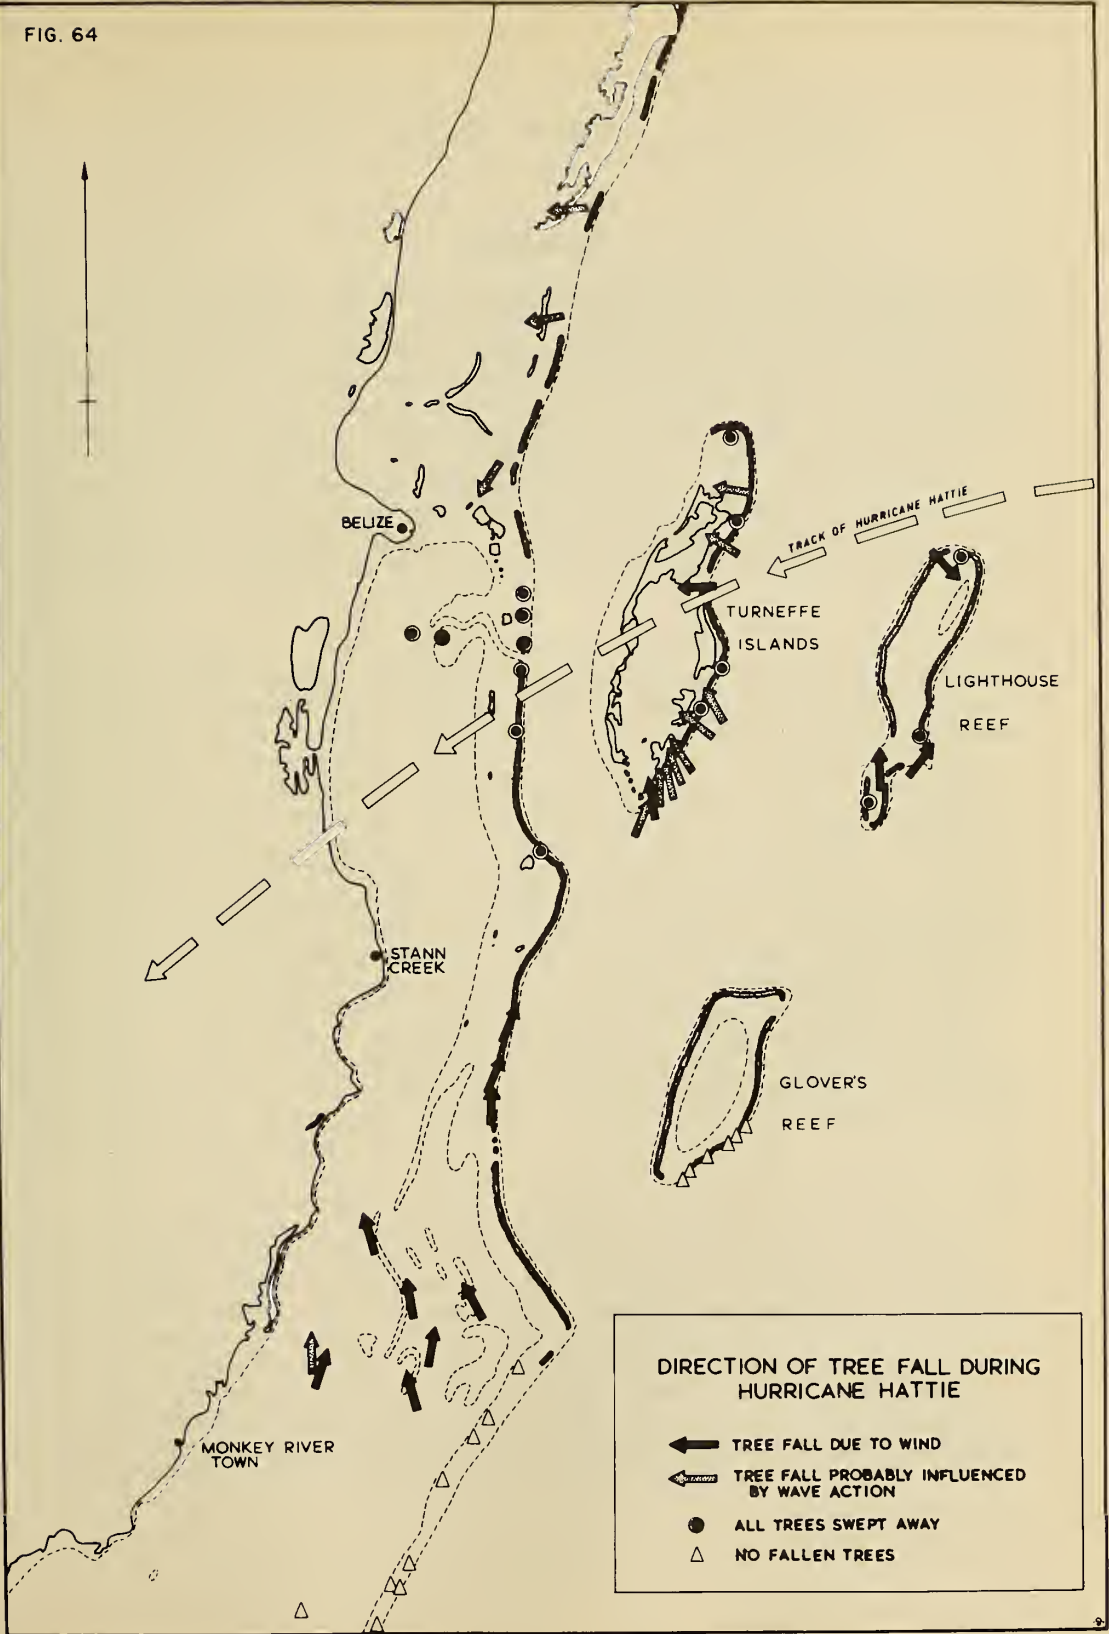 FIG. 64
BELIZE
TRACK OF HURRICANE HATTIE
TURNEFFE
ISLANDS
LIGHTHOUSE
REEF
STANN
CREEK
GLOVER'S
REEF
MONKEY RIVER
TOWN
DIRECTION OF TREE FALL DURING
HURRICANE HATTIE
TREE FALL DUE TO WIND
TREE FALL PROBABLY INFLUENCED
BY WAVE ACTION
ALL TREES SWEPT AWAY
NO FALLEN TREES